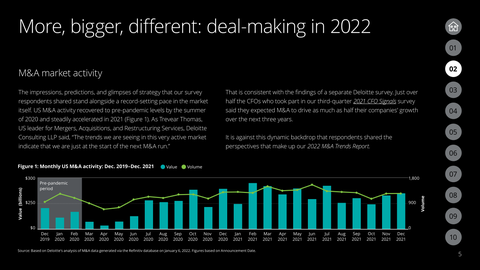 More, bigger, different: deal-making in 2022
M&A market activity
The impressions, predictions, and glimpses of strategy that our survey
respondents shared stand alongside a record-setting pace in the market
itself. US M&A activity recovered to pre-pandemic levels by the summer
of 2020 and steadily accelerated in 2021 (Figure 1). As Trevear Thomas,
US leader for Mergers, Acquisitions, and Restructuring Services, Deloitte
Consulting LLP said. "The trends we are seeing in this very active market
indicate that we are just at the start of the next M&A run."
That is consistent with the findings of a separate Deloitte survey. Just over
half the CFOs who took part in our third-quarter 2021 CFO Signals survey
said they expected M&A to drive as much as half their companies' growth
over the next three years.
It is against this dynamic backdrop that respondents shared the
perspectives that make up our 2022 M&A Trends Report.
Figure 1: Monthly US M&A activity: Dec. 2019–Dec. 2021
Value
Volume
Pre-pandemic
period
Value ($billions)
$300
$250
$0
Volume
1,800
900
0
Dec 2019
Jan 2020
Feb 2020
Mar 2020
Apr 2020
May 2020
Jun 2020
Jul 2020
Aug 2020
Sep 2020
Oct 2020
Nov 2020
Dec 2020
Jan 2021
Feb 2021
Mar 2021
Apr 2021
May 2021
Jun 2021
Jul 2021
Aug 2021
Sep 2021
Oct 2021
Nov 2021
Dec 2021
Source: Based on Deloitte's analysis of M&A data generated via the Refinitiv database on January 6, 2022. Figures based on Announcement Date.
01
02
03
04
05
06
07
08
09
10
5